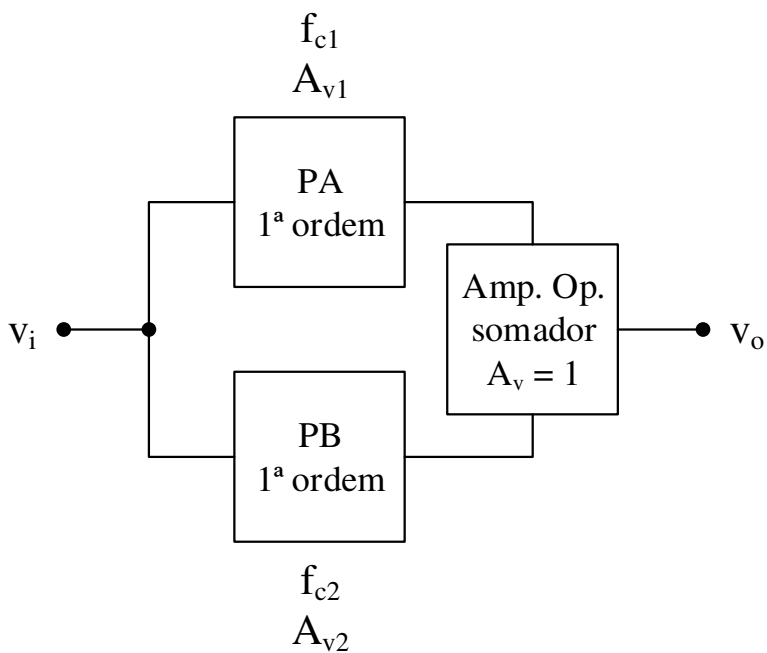 f_c1
A_v1
PA
1ª ordem
v_i
Amp. Op.
somador
A_v = 1
v_o
PB
1ª ordem
f_c2
A_v2